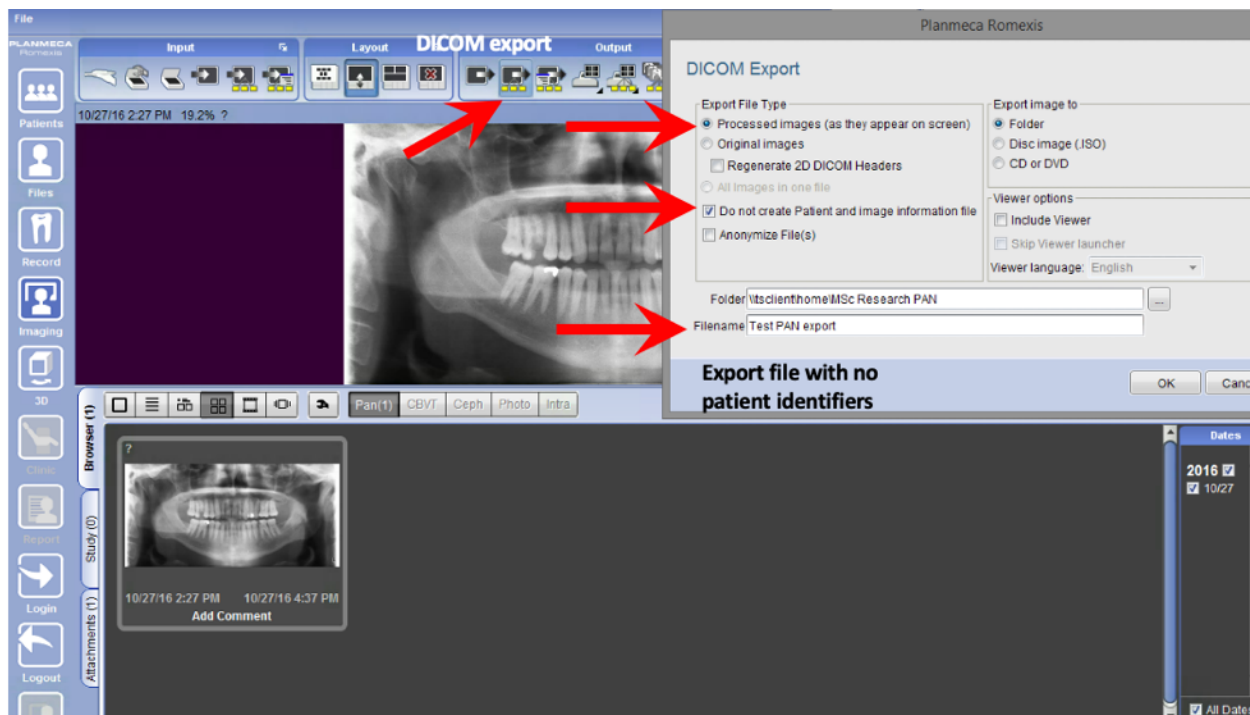 File
Planmeca Romexis
PLANMECA
Romexis
Input
Layout
DICOM export
Output
DICOM Export
Export File Type
Processed images (as they appear on screen)
Original images
Regenerate 2D DICOM Headers
All Images in one file
Do not create Patient and image information file
Anonymize File(s)
Export image to
Folder
Disc image (.ISO)
CD or DVD
Viewer options
Include Viewer
Skip Viewer launcher
Viewer language: English
Folder \\tsclient\home\MSc Research PAN
...
Filename Test PAN export
Export file with no
patient identifiers
OK
Canc
10/27/16 2:27 PM 19.2% ?
Patients
Files
Record
Imaging
3D
Clinic
Report
Login
Logout
Browser (1)
Study (0)
Attachments (1)
Pan(1) CBVT Ceph Photo Intra
?
10/27/16 2:27 PM 10/27/16 4:37 PM
Add Comment
Dates
2016
10/27
All Dates